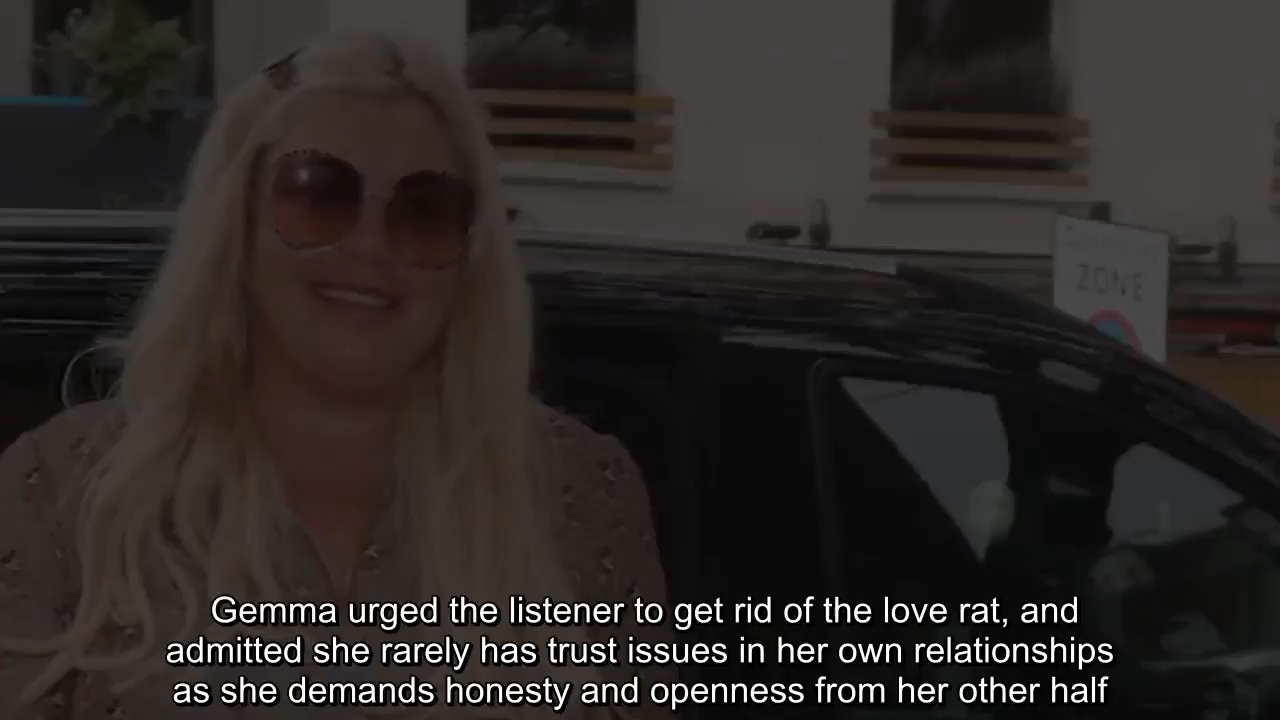 ZONE
Gemma urged the listener to get rid of the love rat, and
admitted she rarely has trust issues in her own relationships
as she demands honesty and openness from her other half